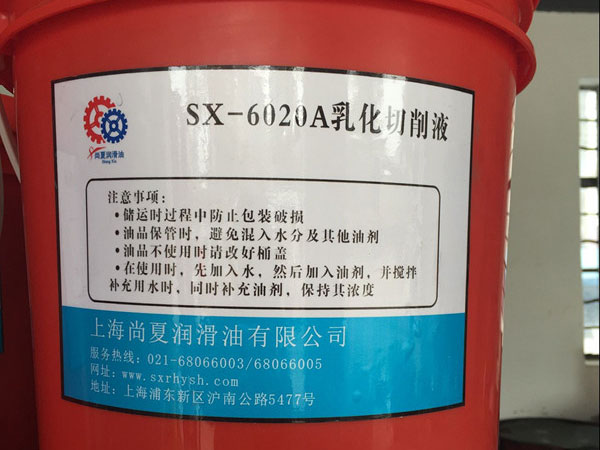 SX-6020A乳化切削液
尚夏润滑油
Shang Xia
注意事项:
•储运时过程中防止包装破损
•油品保管时,避免混入水分及其他油剂
•油品不使用时请改好桶盖
•在使用时,先加入水,然后加入油剂,并搅拌
补充用水时,同时补充油剂,保持其浓度
上海尚夏润滑油有限公司
服务热线: 021-68066003/68066005
网址: www.sxrhysh.com
地址: 上海浦东新区沪南公路5477号